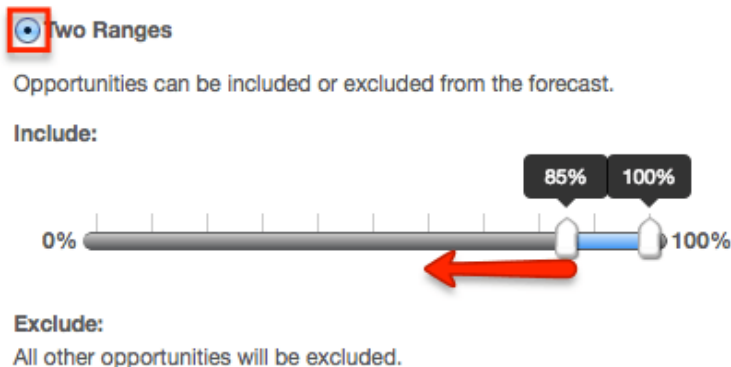 Two Ranges
Opportunities can be included or excluded from the forecast.
Include:
85% 100%
0% 100%
Exclude:
All other opportunities will be excluded.